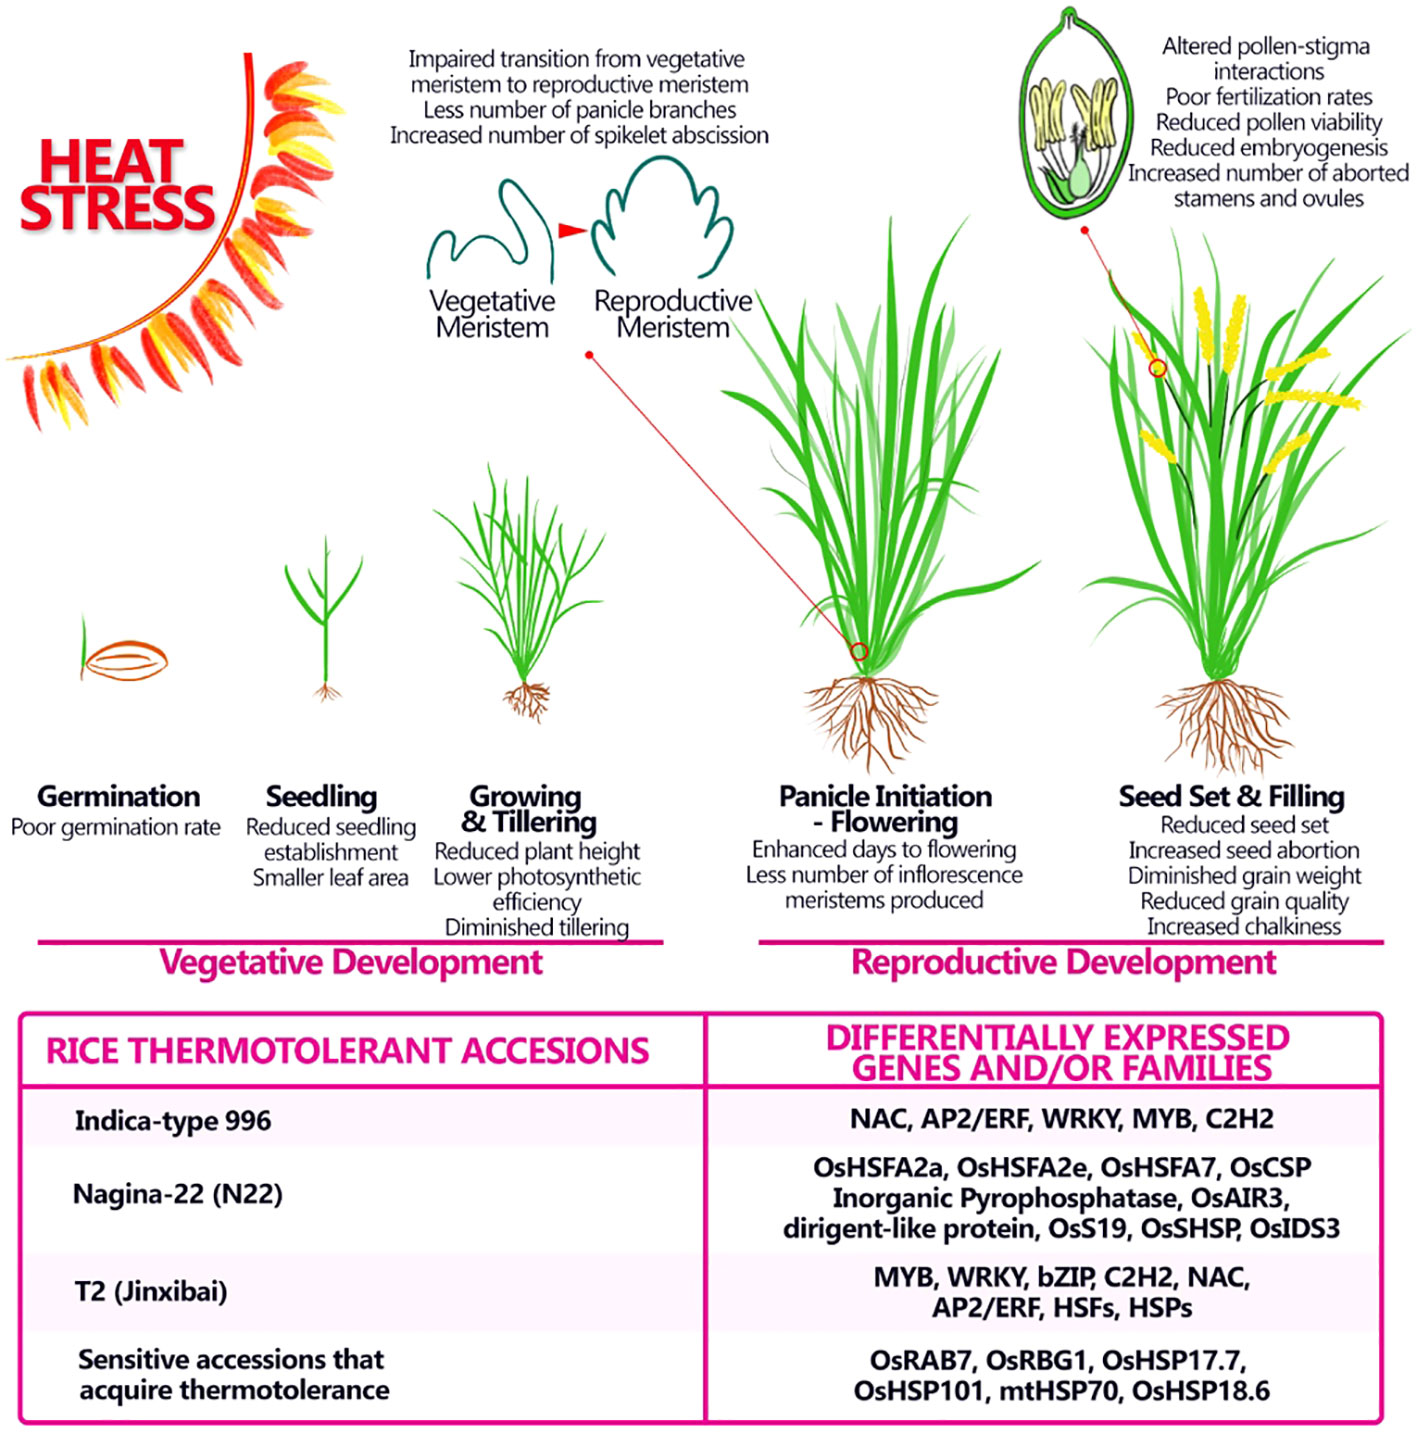 HEAT
STRESS
Impaired transition from vegetative
meristem to reproductive meristem
Less number of panicle branches
Increased number of spikelet abscission
Vegetative
Meristem
Reproductive
Meristem
Altered pollen-stigma
interactions
Poor fertilization rates
Reduced pollen viability
Reduced embryogenesis
Increased number of aborted
stamens and ovules
Germination
Poor germination rate
Seedling
Reduced seedling
establishment
Smaller leaf area
Growing
& Tillering
Reduced plant height
Lower photosynthetic
efficiency
Diminished tillering
Panicle Initiation
- Flowering
Enhanced days to flowering
Less number of inflorescence
meristems produced
Seed Set & Filling
Reduced seed set
Increased seed abortion
Diminished grain weight
Reduced grain quality
Increased chalkiness
Vegetative Development
Reproductive Development
RICE THERMOTOLERANT ACCESIONS
DIFFERENTIALLY EXPRESSED
GENES AND/OR FAMILIES
Indica-type 996
NAC, AP2/ERF, WRKY, MYB, C2H2
Nagina-22 (N22)
OsHSFA2a, OsHSFA2e, OsHSFA7, OsCSP
Inorganic Pyrophosphatase, OsAIR3,
dirigent-like protein, OsS19, OsSHSP, OsIDS3
T2 (Jinxibai)
MYB, WRKY, bZIP, C2H2, NAC,
AP2/ERF, HSFs, HSPs
Sensitive accessions that
acquire thermotolerance
OsRAB7, OsRBG1, OsHSP17.7,
OsHSP101, mtHSP70, OsHSP18.6